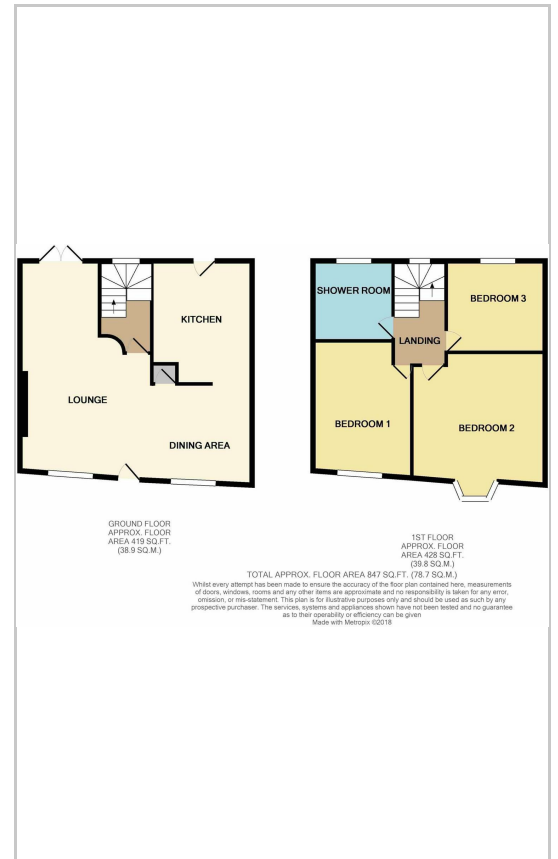 SHOWER ROOM
KITCHEN
BEDROOM 3
LANDING
LOUNGE
DINING AREA
BEDROOM 1
BEDROOM 2
GROUND FLOOR
APPROX. FLOOR
AREA 419 SQ.FT.
(38.9 SQ.M.)
1ST FLOOR
APPROX. FLOOR
AREA 428 SQ.FT.
(39.8 SQ.M.)
TOTAL APPROX. FLOOR AREA 847 SQ.FT. (78.7 SQ.M.)
Whilst every attempt has been made to ensure the accuracy of the floor plan contained here, measurements
of doors, windows, rooms and any other items are approximate and no responsibility is taken for any error,
omission, or mis-statement. This plan is for illustrative purposes only and should be used as such by any
prospective purchaser. The services, systems and appliances shown have not been tested and no guarantee
as to their operability or efficiency can be given
Made with Metropix ©2018